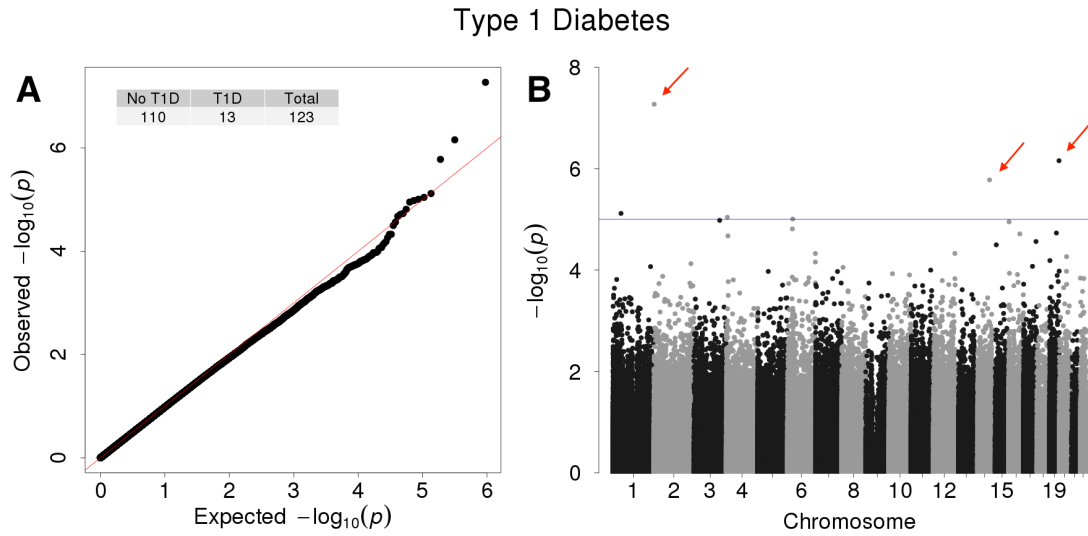 Type 1 Diabetes
A
No T1D T1D Total
110 13 123
Observed −log10(p)
6
4
2
0
0 1 2 3 4 5 6
Expected −log10(p)
B
−log10(p)
8
6
4
2
0
1 2 3 4 6 8 10 12 15 19
Chromosome